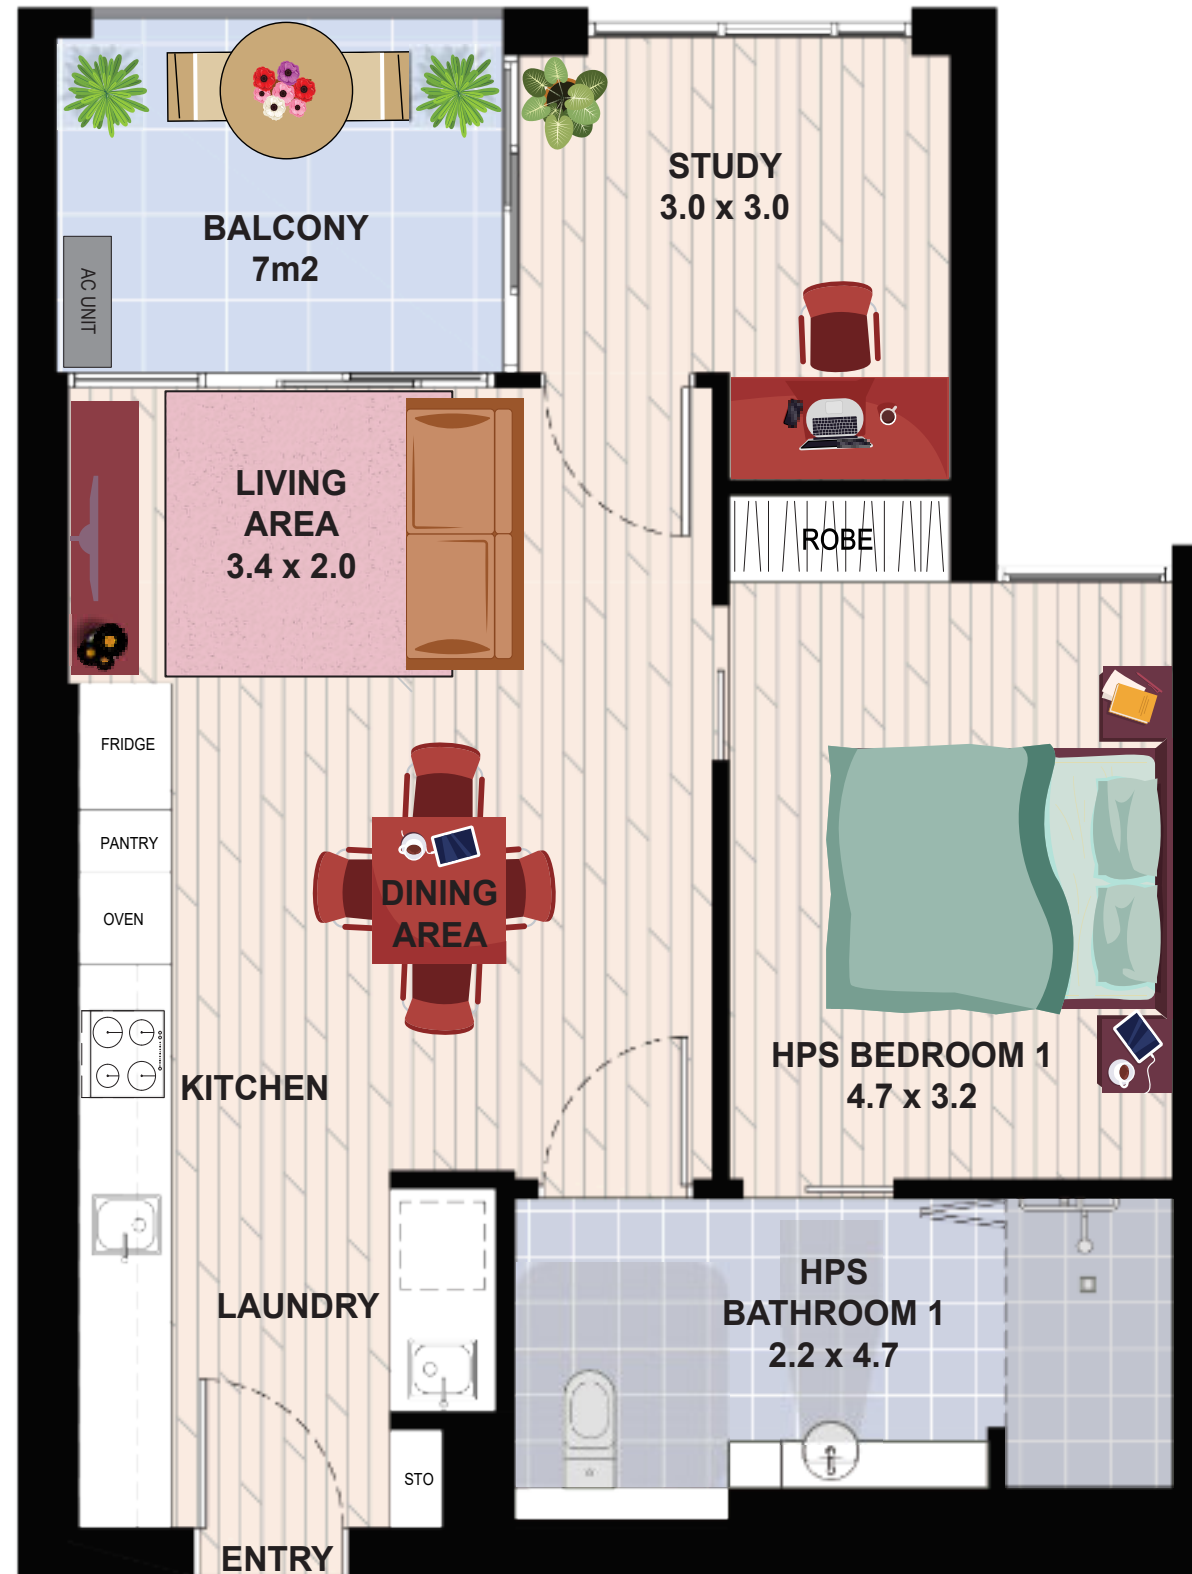 STUDY
3.0 x 3.0
BALCONY
7m2
AC UNIT
LIVING
AREA
3.4 x 2.0
ROBE
FRIDGE
PANTRY
OVEN
DINING
AREA
HPS BEDROOM 1
4.7 x 3.2
KITCHEN
HPS
BATHROOM 1
2.2 x 4.7
LAUNDRY
STO
ENTRY